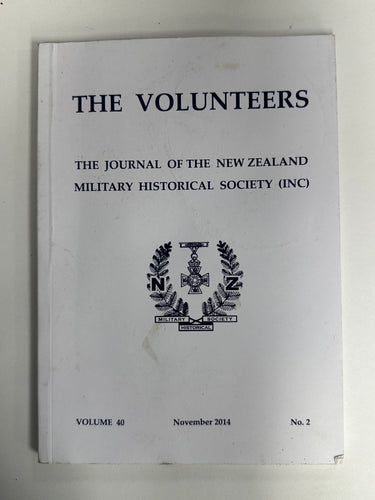 THE VOLUNTEERS
THE JOURNAL OF THE NEW ZEALAND
MILITARY HISTORICAL SOCIETY (INC)
N Z
MILITARY SOCIETY
HISTORICAL
VOLUME 40 November 2014 No. 2